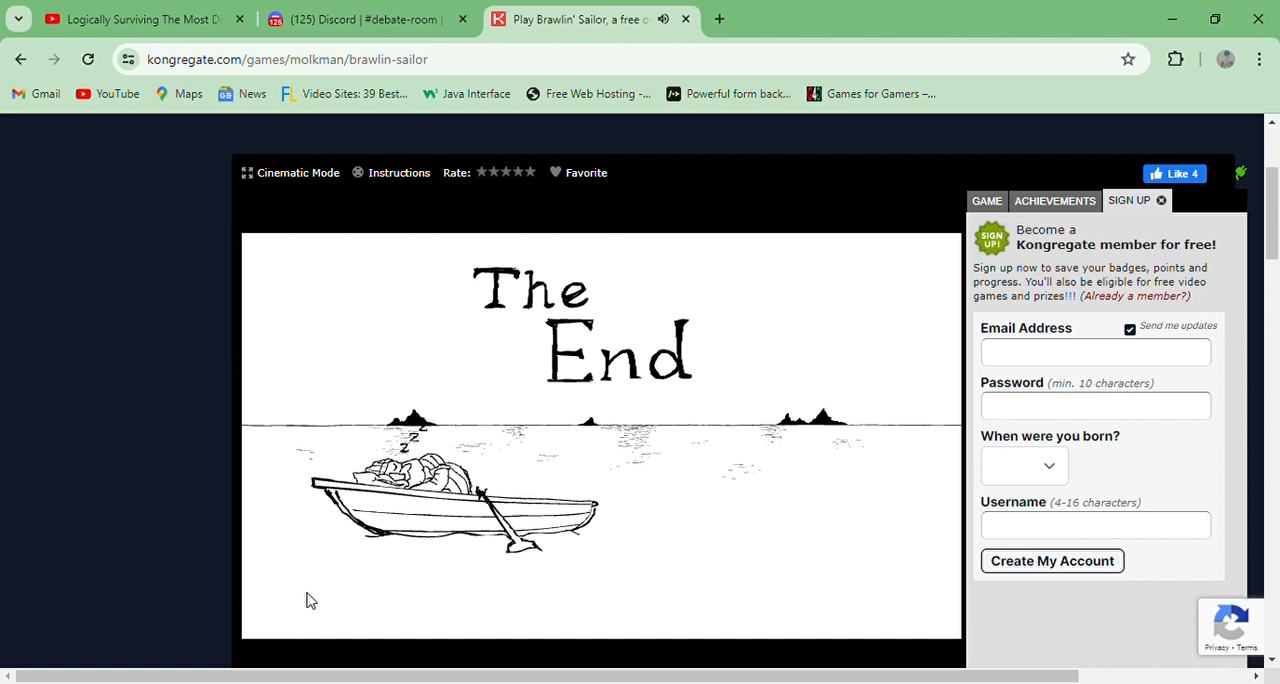 Logically Surviving The Most D
(125) Discord | #debate-room |
Play Brawlin' Sailor, a free o
kongregate.com/games/molkman/brawlin-sailor
Gmail
YouTube
Maps
News
Video Sites: 39 Best...
Java Interface
Free Web Hosting -...
Powerful form back...
Games for Gamers –...
Cinematic Mode
Instructions
Rate:
Favorite
Like 4
GAME
ACHIEVEMENTS
SIGN UP
SIGN UP!
Become a
Kongregate member for free!
Sign up now to save your badges, points and
progress. You'll also be eligible for free video
games and prizes!!! (Already a member?)
Email Address
Send me updates
Password (min. 10 characters)
When were you born?
Username (4-16 characters)
Create My Account
The
End
z
z
z
Privacy - Terms